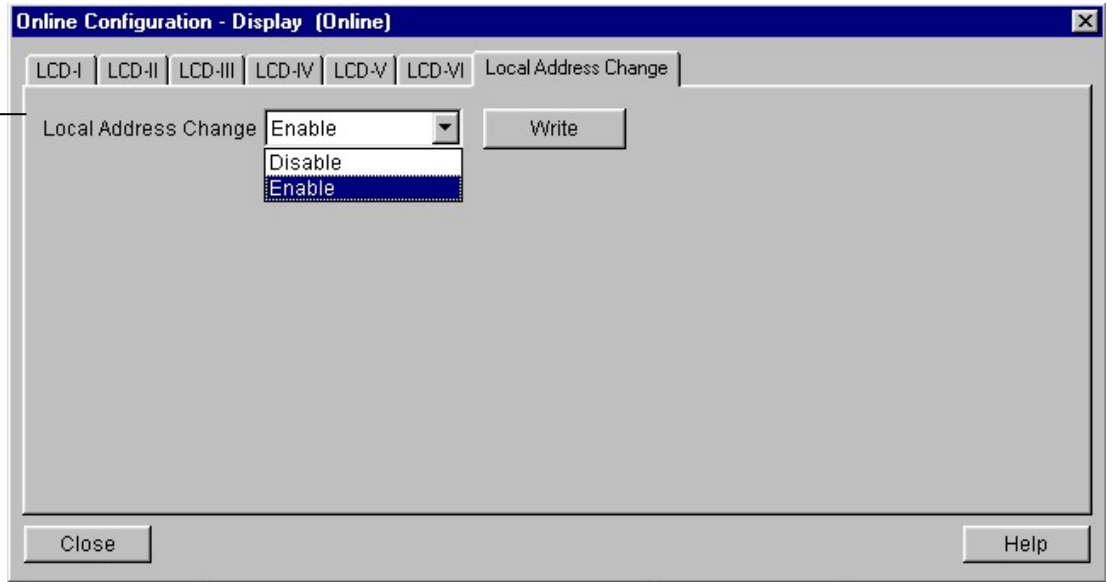 Online Configuration - Display (Online)
LCD-I LCD-II LCD-III LCD-IV LCD-V LCD-VI Local Address Change
Local Address Change Enable Write
Disable
Enable
Close Help